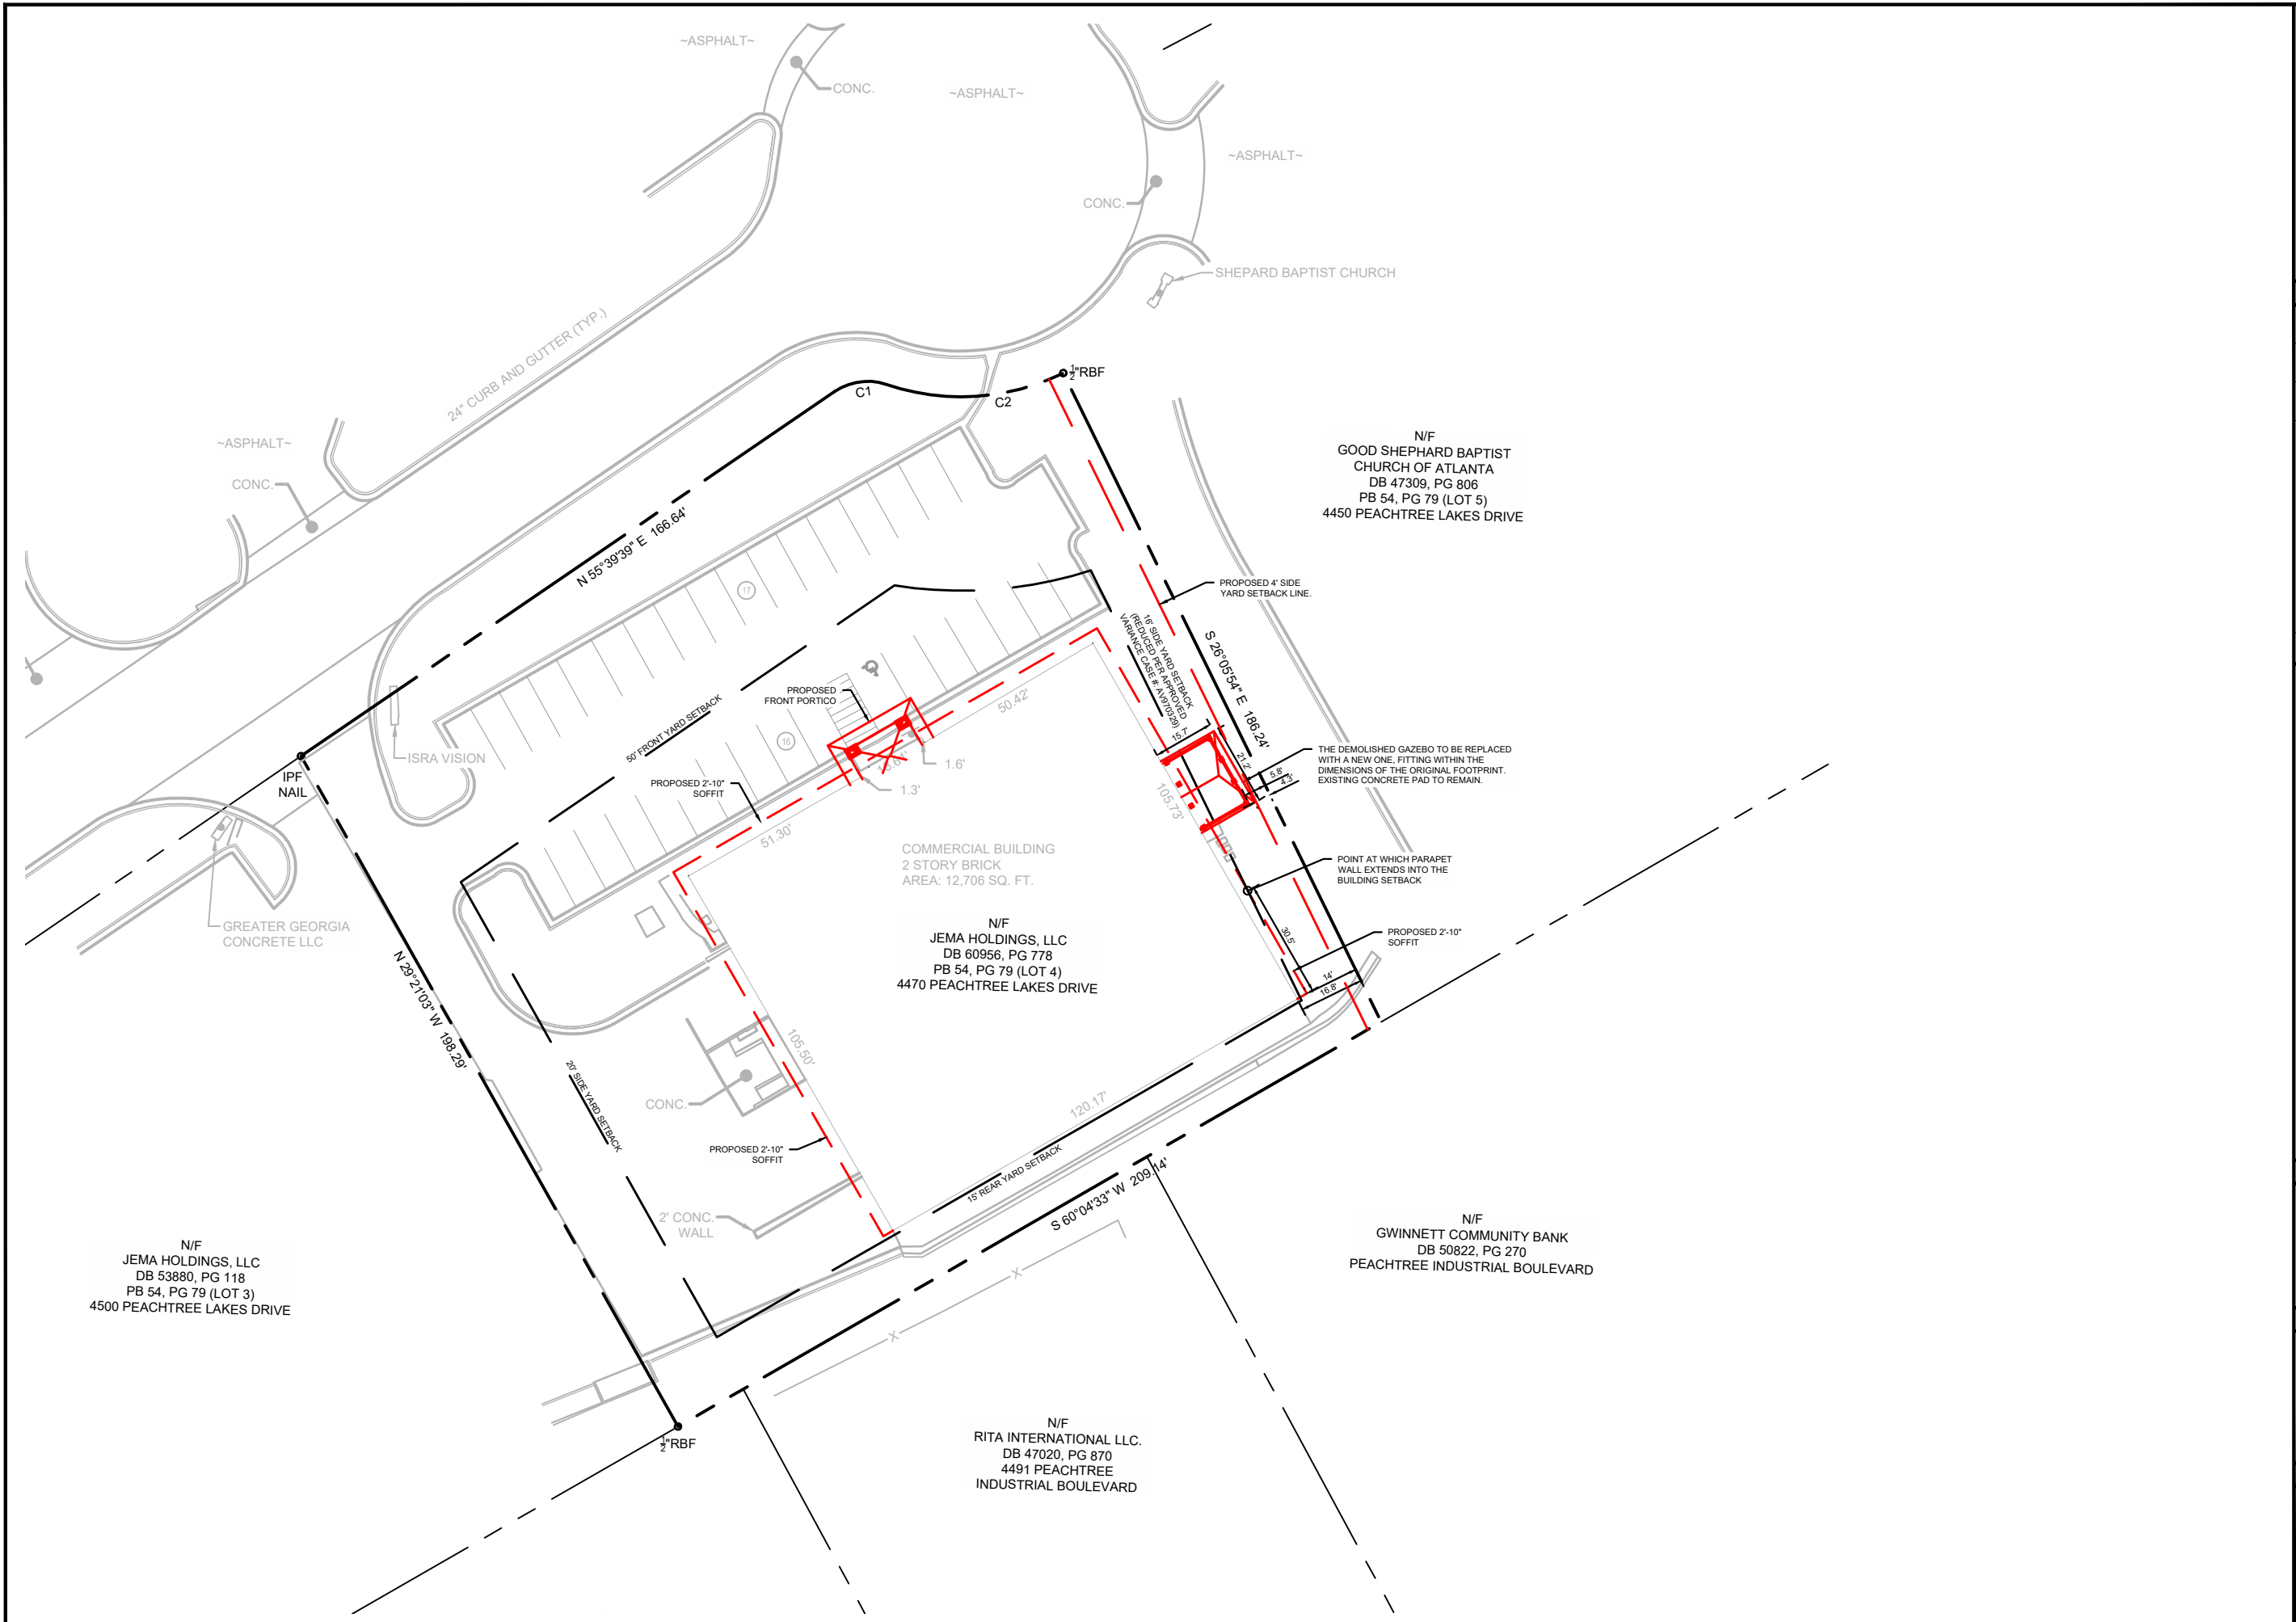 ~ASPHALT~
CONC.
~ASPHALT~
~ASPHALT~
CONC.
SHEPARD BAPTIST CHURCH
24" CURB AND GUTTER (TYP.)
½"RBF
C1
C2
~ASPHALT~
CONC.
N/F
GOOD SHEPHARD BAPTIST
CHURCH OF ATLANTA
DB 47309, PG 806
PB 54, PG 79 (LOT 5)
4450 PEACHTREE LAKES DRIVE
N 55°39'39" E 166.64'
17
PROPOSED 4' SIDE
YARD SETBACK LINE.
16' SIDE YARD SETBACK
(REDUCED PER APPROVED
VARIANCE CASE #: AV970329)
S 26°05'54" E 186.24'
PROPOSED
FRONT PORTICO
50.42'
50' FRONT YARD SETBACK
16
15.7'
21.2'
5.8'
4.3'
THE DEMOLISHED GAZEBO TO BE REPLACED
WITH A NEW ONE, FITTING WITHIN THE
DIMENSIONS OF THE ORIGINAL FOOTPRINT.
EXISTING CONCRETE PAD TO REMAIN.
ISRA VISION
IPF
NAIL
1.6'
1.3'
PROPOSED 2'-10"
SOFFIT
105.73'
51.30'
COMMERCIAL BUILDING
2 STORY BRICK
AREA: 12,706 SQ. FT.
POINT AT WHICH PARAPET
WALL EXTENDS INTO THE
BUILDING SETBACK
GREATER GEORGIA
CONCRETE LLC
N/F
JEMA HOLDINGS, LLC
DB 60956, PG 778
PB 54, PG 79 (LOT 4)
4470 PEACHTREE LAKES DRIVE
30.5'
PROPOSED 2'-10"
SOFFIT
14'
16.8'
N 29°21'03" W 198.29'
105.50'
20' SIDE YARD SETBACK
CONC.
120.17'
PROPOSED 2'-10"
SOFFIT
15' REAR YARD SETBACK
S 60°04'33" W 209.14'
2' CONC.
WALL
N/F
GWINNETT COMMUNITY BANK
DB 50822, PG 270
PEACHTREE INDUSTRIAL BOULEVARD
N/F
JEMA HOLDINGS, LLC
DB 53880, PG 118
PB 54, PG 79 (LOT 3)
4500 PEACHTREE LAKES DRIVE
X
X
½"RBF
N/F
RITA INTERNATIONAL LLC.
DB 47020, PG 870
4491 PEACHTREE
INDUSTRIAL BOULEVARD